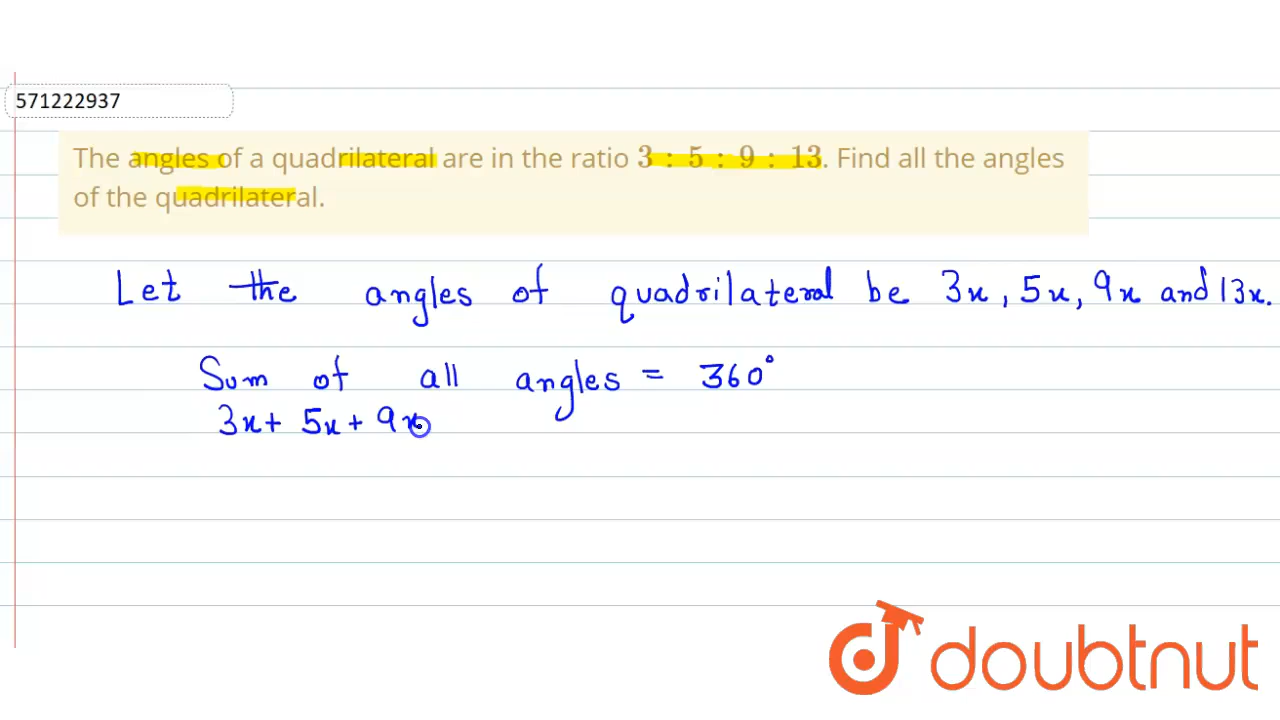 571222937
The angles of a quadrilateral are in the ratio 3 : 5 : 9 : 13. Find all the angles
of the quadrilateral.
Let the angles of quadrilateral be 3x, 5x, 9x and 13x.
Sum of all angles = 360°
3x + 5x + 9x
doubtnut